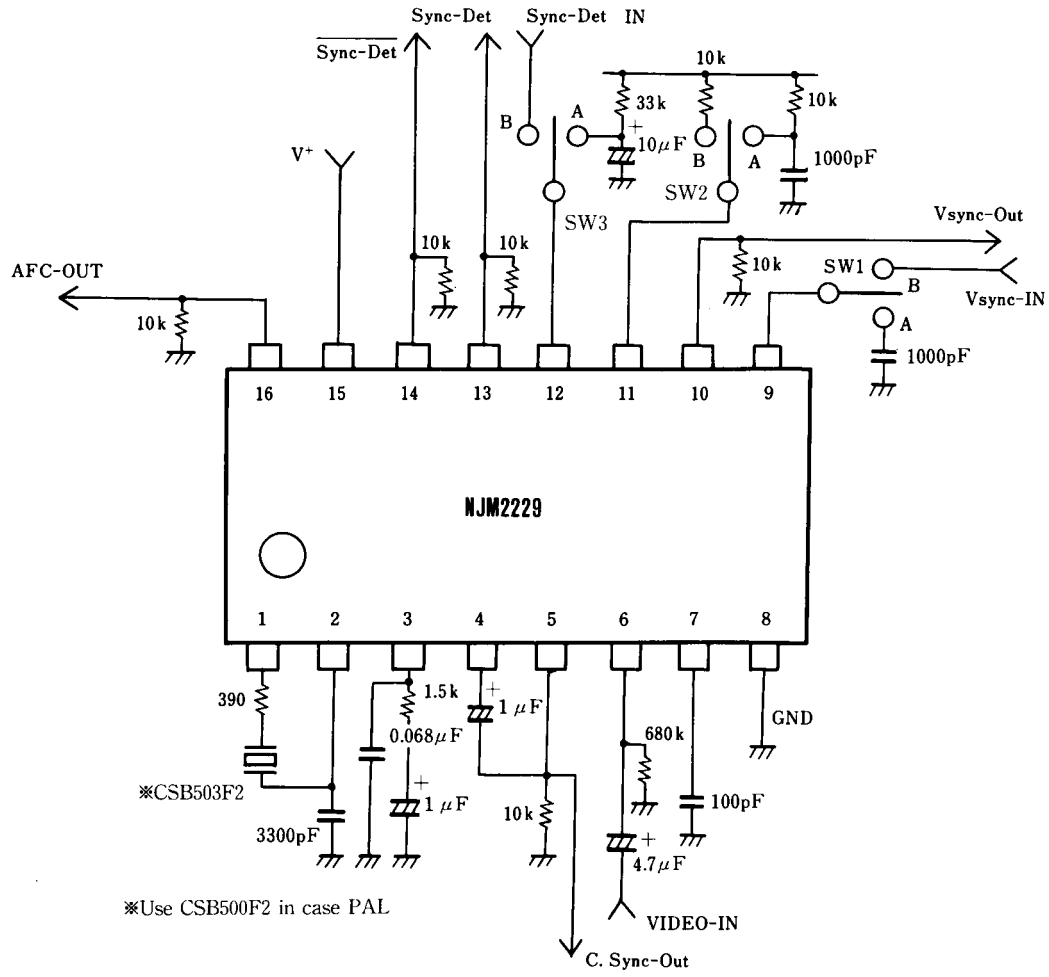 Sync-Det
Sync-Det IN
Sync-Det
10k
33k
10k
B
A
+
10μF
B
A
1000pF
V+
SW3
SW2
Vsync-Out
10k
10k
10k
SW1
B
Vsync-IN
A
AFC-OUT
10k
1000pF
16
15
14
13
12
11
10
9
NJM2229
1
2
3
4
5
6
7
8
390
1.5k
+
1μF
GND
0.068μF
680k
※CSB503F2
+
1μF
10k
100pF
3300pF
+
4.7μF
※Use CSB500F2 in case PAL
VIDEO-IN
C. Sync-Out